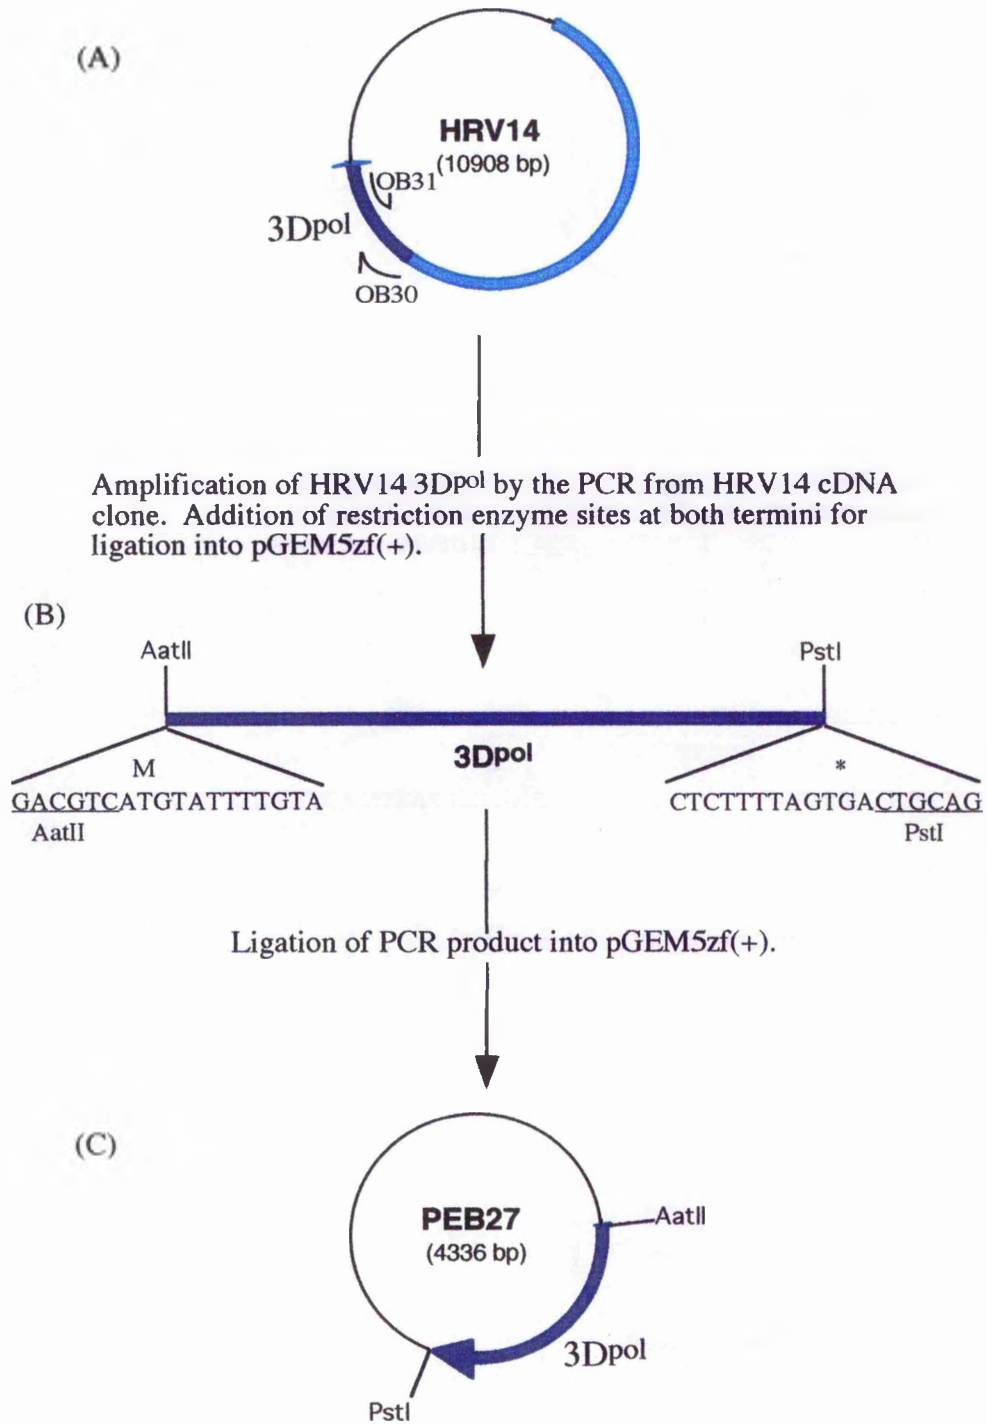 (A)
HRV14
(10908 bp)
OB31
3Dpol
OB30
Amplification of HRV14 3Dpol by the PCR from HRV14 cDNA
clone. Addition of restriction enzyme sites at both termini for
ligation into pGEM5zf(+).
(B)
AatII
PstI
3Dpol
M
*
GACGTCATGTATTTTGTA
CTCTTTTAGTGACTGCAG
AatII
PstI
Ligation of PCR product into pGEM5zf(+).
(C)
PEB27
(4336 bp)
AatII
3Dpol
PstI